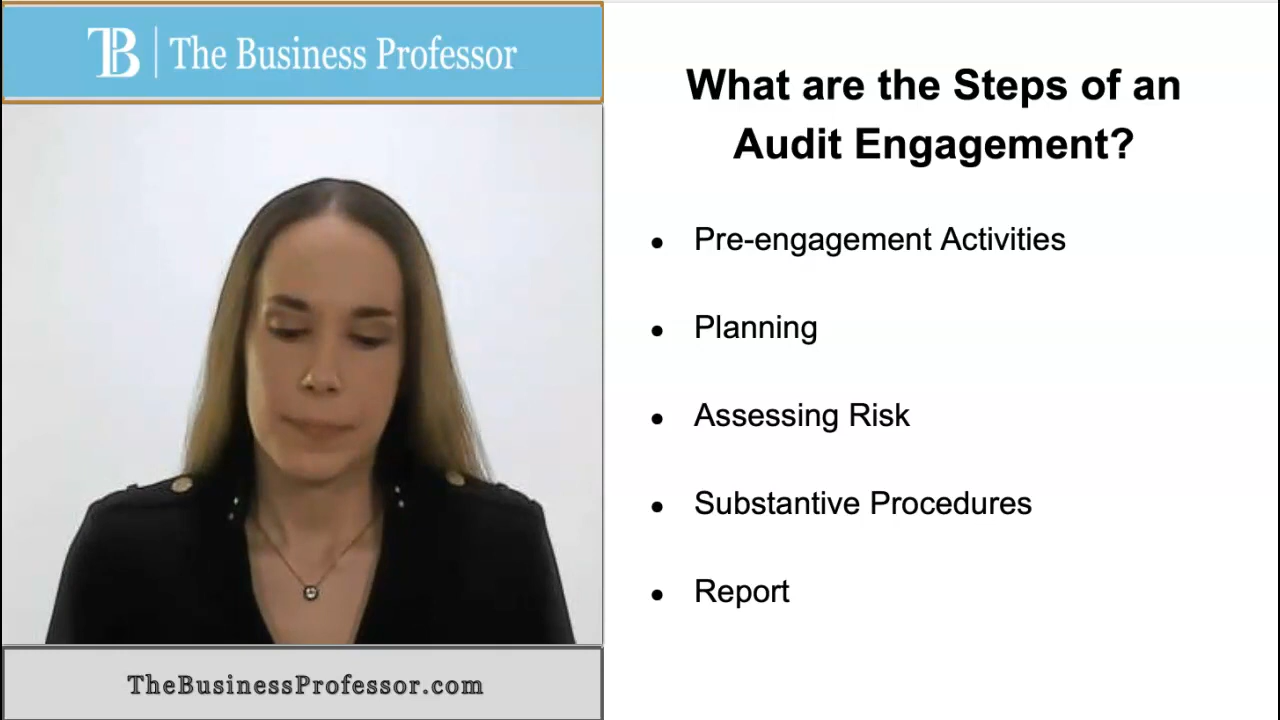 TB | The Business Professor
What are the Steps of an
Audit Engagement?
● Pre-engagement Activities
● Planning
● Assessing Risk
● Substantive Procedures
● Report
TheBusinessProfessor.com